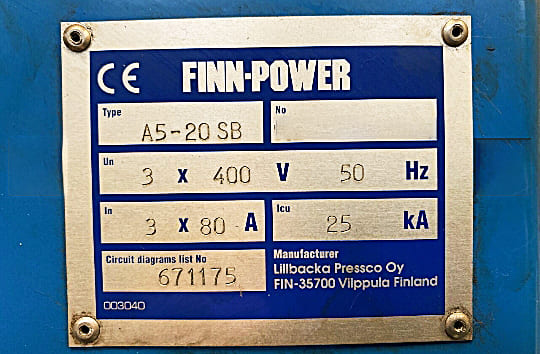 CE FINN-POWER
Type No
A5-20 SB
Un
3 x 400 V 50 Hz
In Icu
3 x 80 A 25 kA
Circuit diagrams list No
671175
Manufacturer
Lillbacka Pressco Oy
FIN-35700 Vilppula Finland
003040